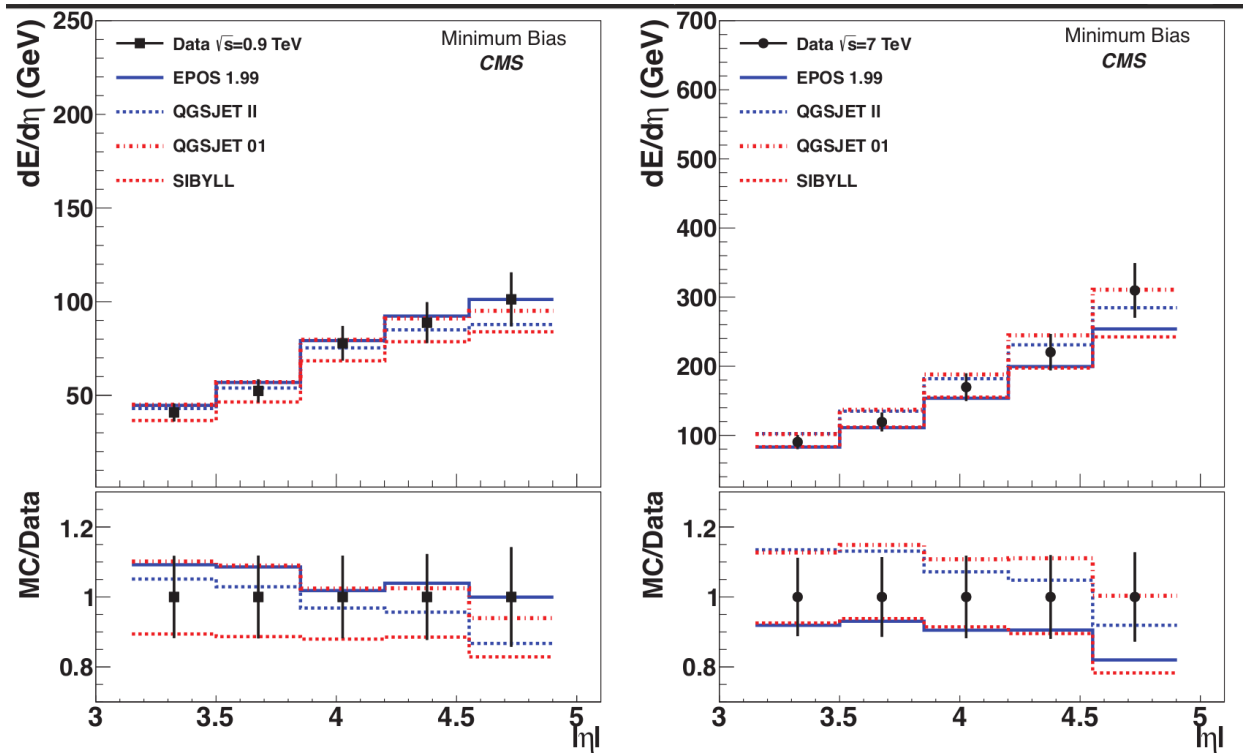 dE/dη (GeV)
250
200
150
100
50
Data √s=0.9 TeV
EPOS 1.99
QGSJET II
QGSJET 01
SIBYLL
Minimum Bias
CMS
MC/Data
1.2
1
0.8
3 3.5 4 4.5 5
|η|
dE/dη (GeV)
700
600
500
400
300
200
100
Data √s=7 TeV
EPOS 1.99
QGSJET II
QGSJET 01
SIBYLL
Minimum Bias
CMS
MC/Data
1.2
1
0.8
3 3.5 4 4.5 5
|η|